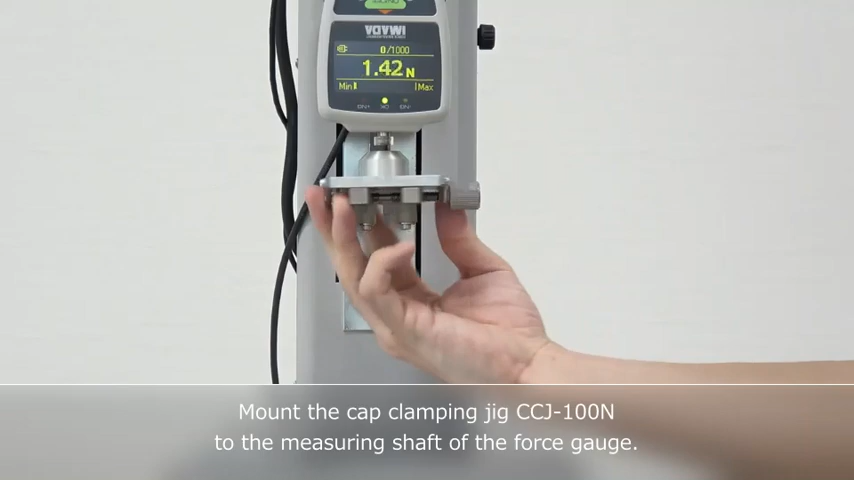 IMADA
0/1000
1.42 N
Min Max
Mount the cap clamping jig CCJ-100N
to the measuring shaft of the force gauge.